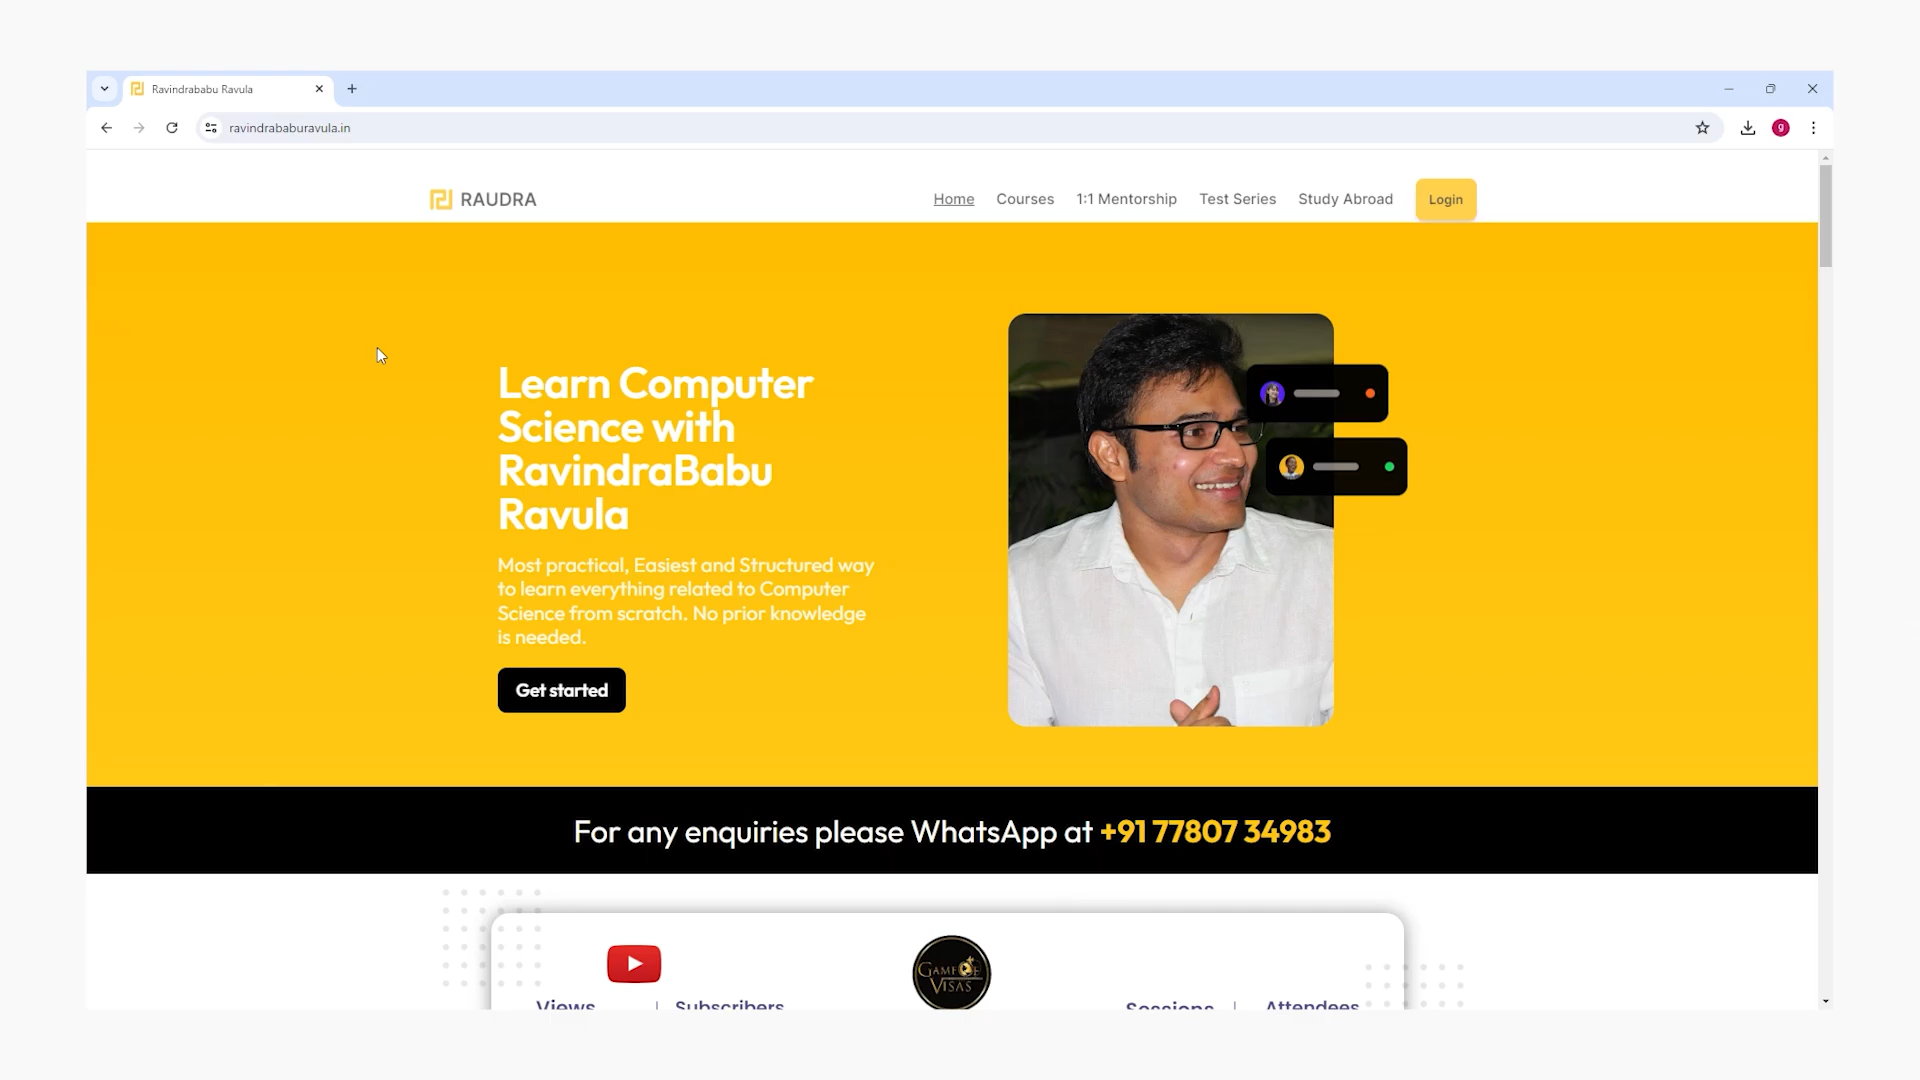 Ravindrababu Ravula
ravindrababuravula.in
g
RAUDRA
Home
Courses
1:1 Mentorship
Test Series
Study Abroad
Login
Learn Computer
Science with
RavindraBabu
Ravula
Most practical, Easiest and Structured way
to learn everything related to Computer
Science from scratch. No prior knowledge
is needed.
Get started
For any enquiries please WhatsApp at +91 77807 34983
GAME OF
VISAS
Views | Subscribers
Sessions | Attendees